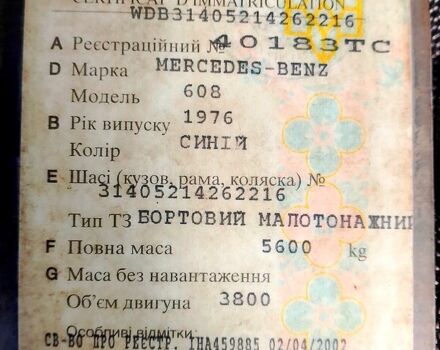 CERTIFICAT D'IMMATRICULATION
WDB31405214262216
A Реєстраційний № 40183ТС
D Марка MERCEDES-BENZ
Модель 608
B Рік випуску 1976
Колір СИНІЙ
E Шасі (кузов, рама, коляска) №
31405214262216
Тип ТЗ БОРТОВИЙ МАЛОТОНАЖНИЙ
F Повна маса 5600 kg
G Маса без навантаження
Об'єм двигуна 3800
Особливі відмітки:
СВ-ВО ПРО РЕЄСТР. ІНА459885 02/04/2002